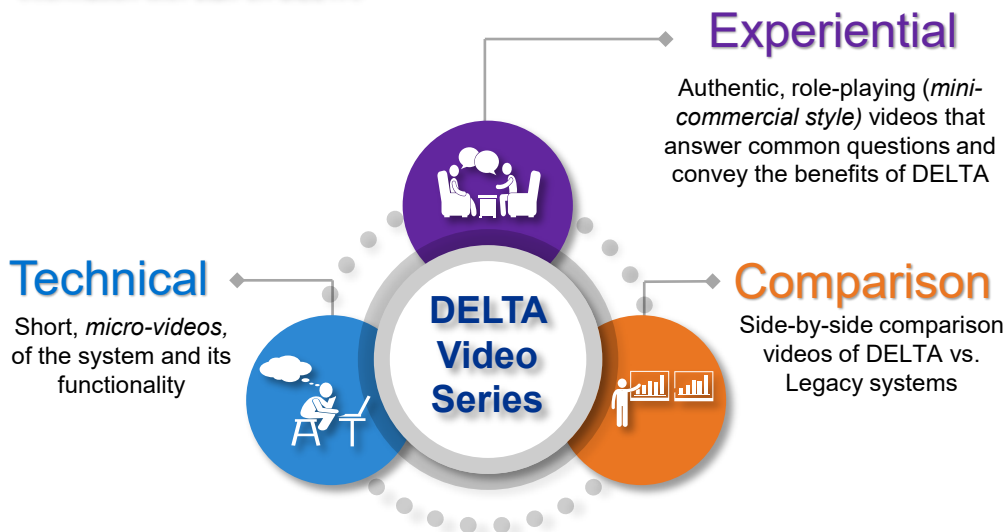 Experiential
Authentic, role-playing (mini-
commercial style) videos that
answer common questions and
convey the benefits of DELTA
Technical
Short, micro-videos,
of the system and its
functionality
DELTA
Video
Series
Comparison
Side-by-side comparison
videos of DELTA vs.
Legacy systems